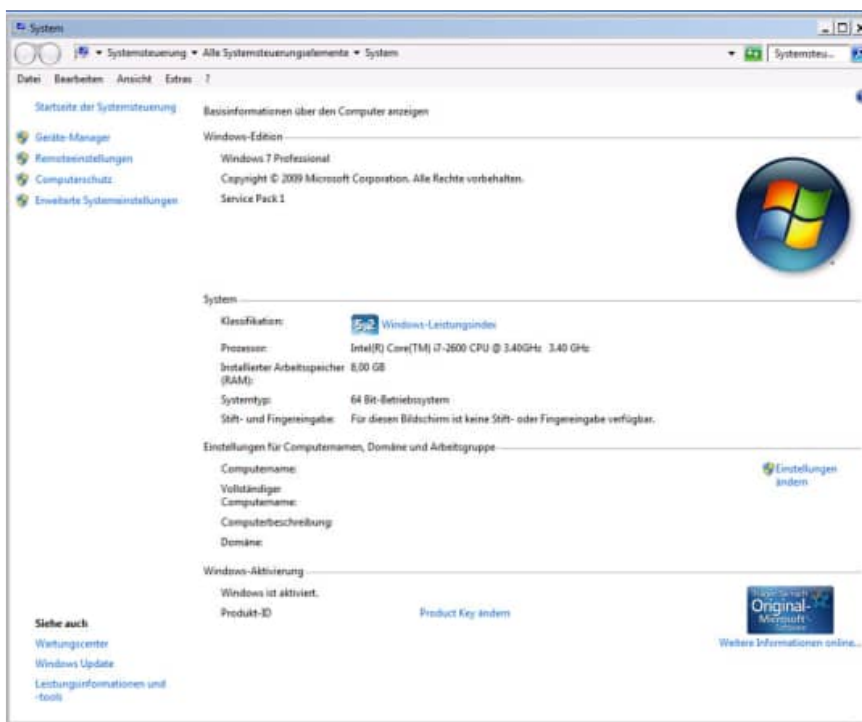 System
Systemsteuerung Alle Systemsteuerungselemente System Systemsteu...
Datei Bearbeiten Ansicht Extras ?
Startseite der Systemsteuerung
Geräte-Manager
Remoteeinstellungen
Computerschutz
Erweiterte Systemeinstellungen
Basisinformationen über den Computer anzeigen
Windows-Edition
Windows 7 Professional
Copyright © 2009 Microsoft Corporation. Alle Rechte vorbehalten.
Service Pack 1
System
Klassifikation: 5,2 Windows-Leistungsindex
Prozessor: Intel(R) Core(TM) i7-2600 CPU @ 3.40GHz 3.40 GHz
Installierter Arbeitsspeicher 8,00 GB
(RAM):
Systemtyp: 64 Bit-Betriebssystem
Stift- und Fingereingabe: Für diesen Bildschirm ist keine Stift- oder Fingereingabe verfügbar.
Einstellungen für Computernamen, Domäne und Arbeitsgruppe
Computername:
Vollständiger
Computername:
Computerbeschreibung:
Domäne:
Einstellungen
ändern
Windows-Aktivierung
Windows ist aktiviert.
Produkt-ID Product Key ändern
Original-
Microsoft
Software
Weitere Informationen online...
Siehe auch
Wartungscenter
Windows Update
Leistungsinformationen und
-tools